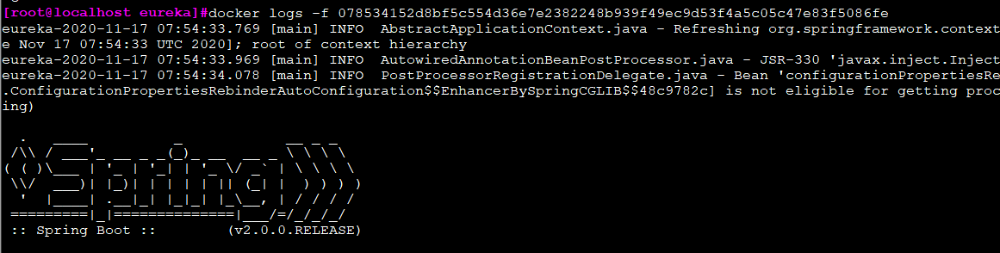 [root@localhost eureka]#docker logs -f 078534152d8bf5c554d36e7e2382248b939f49ec9d53f4a5c05c47e83f5086fe
eureka-2020-11-17 07:54:33.769 [main] INFO  AbstractApplicationContext.java - Refreshing org.springframework.context
e Nov 17 07:54:33 UTC 2020]; root of context hierarchy
eureka-2020-11-17 07:54:33.969 [main] INFO  AutowiredAnnotationBeanPostProcessor.java - JSR-330 'javax.inject.Inject
eureka-2020-11-17 07:54:34.078 [main] INFO  PostProcessorRegistrationDelegate.java - Bean 'configurationPropertiesRe
.ConfigurationPropertiesRebinderAutoConfiguration$$EnhancerBySpringCGLIB$$48c9782c] is not eligible for getting proc
ing)
  .   ____          _            __ _ _
 /\\ / ___'_ __ _ _(_)_ __  __ _ \ \ \ \
( ( )\___ | '_ | '_| | '_ \/ _` | \ \ \ \
 \\/  ___)| |_)| | | | | || (_| |  ) ) ) )
  '  |____| .__|_| |_|_| |_\__, | / / / /
 =========|_|==============|___/=/_/_/_/
 :: Spring Boot ::        (v2.0.0.RELEASE)